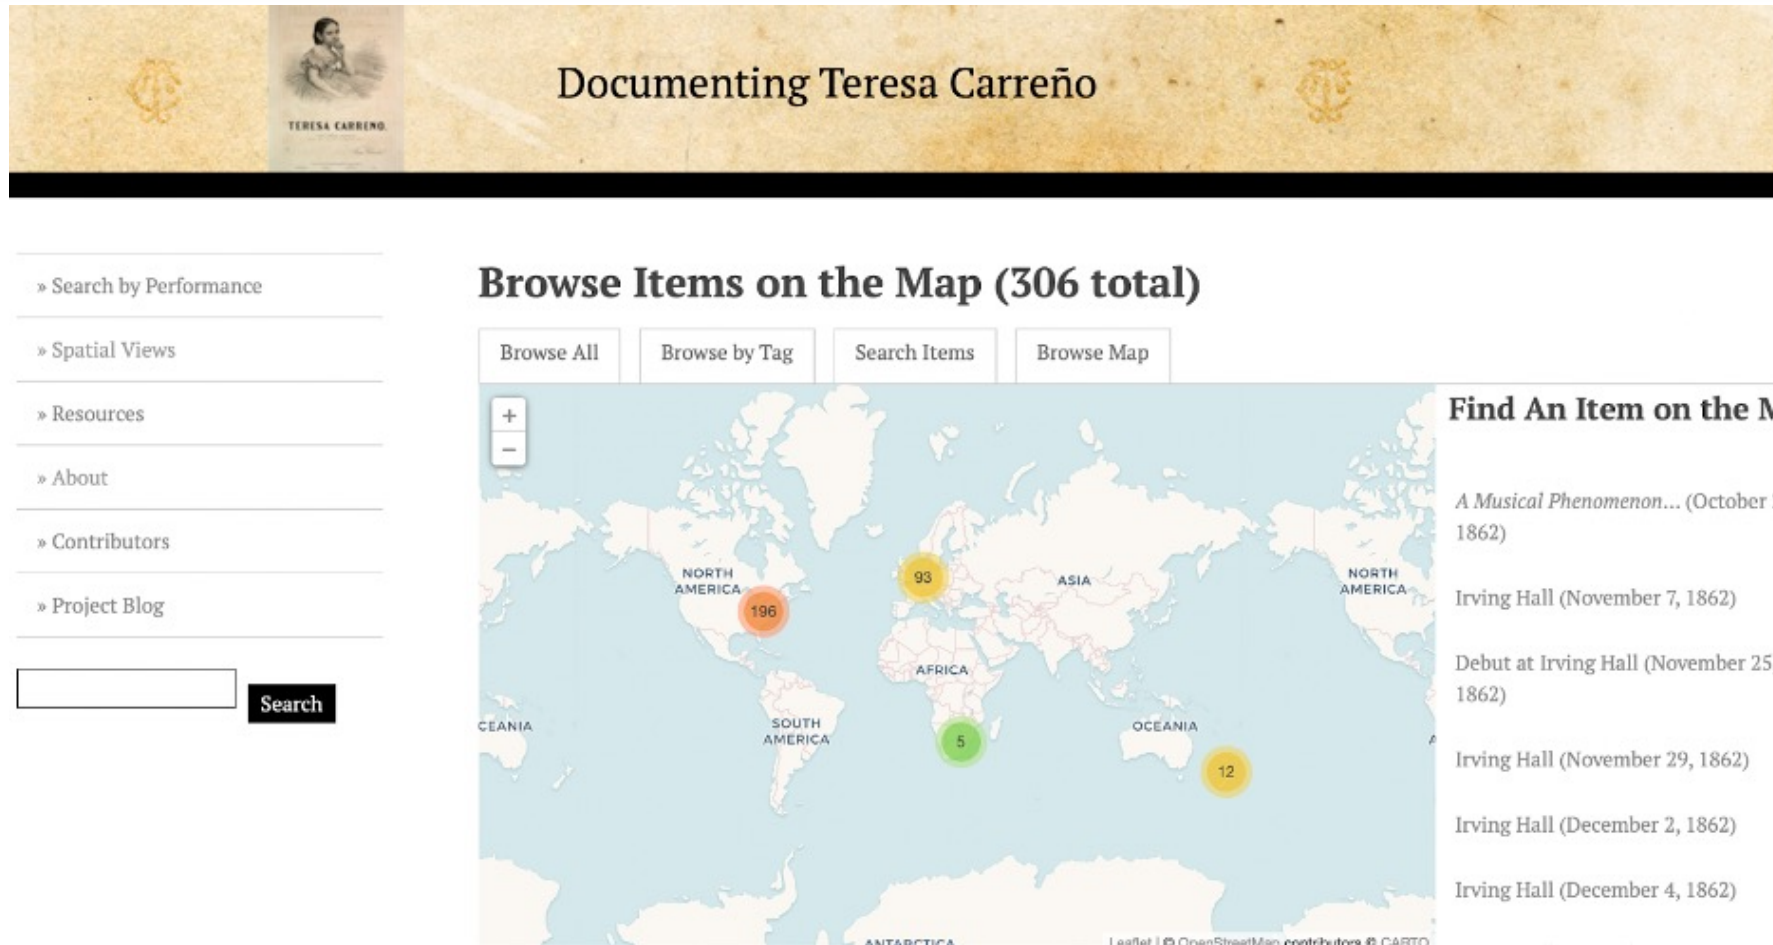 TERESA CARRENO.
Documenting Teresa Carreño
» Search by Performance
» Spatial Views
» Resources
» About
» Contributors
» Project Blog
Search
Browse Items on the Map (306 total)
Browse All
Browse by Tag
Search Items
Browse Map
+
−
NORTH
AMERICA
196
93
ASIA
NORTH
AMERICA
AFRICA
CEANIA
SOUTH
AMERICA
5
OCEANIA
12
ANTARCTICA
Leaflet | © OpenStreetMap contributors © CARTO
Find An Item on the M
A Musical Phenomenon... (October
1862)
Irving Hall (November 7, 1862)
Debut at Irving Hall (November 25
1862)
Irving Hall (November 29, 1862)
Irving Hall (December 2, 1862)
Irving Hall (December 4, 1862)